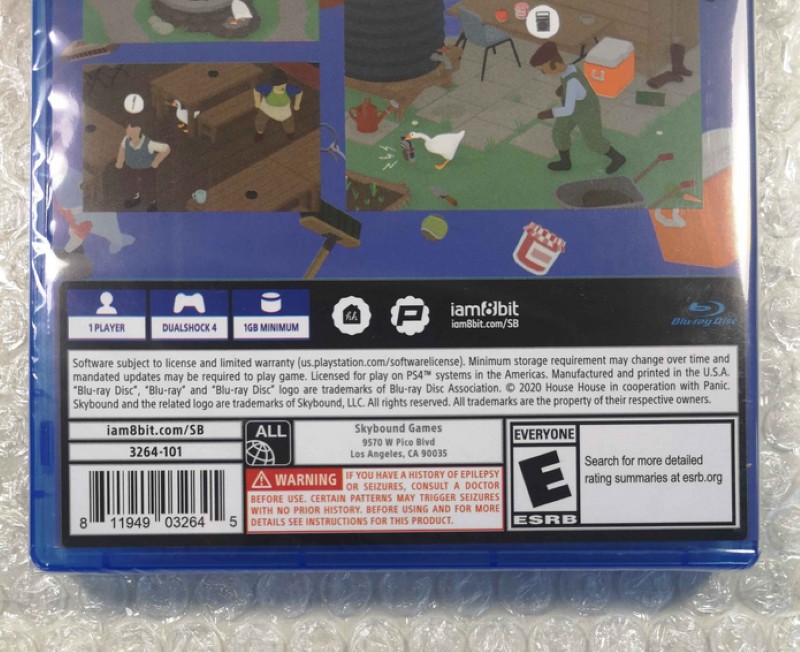 1 PLAYER
DUALSHOCK 4
1GB MINIMUM
iam8bit
iam8bit.com/SB
Blu-ray Disc
Software subject to license and limited warranty (us.playstation.com/softwarelicense). Minimum storage requirement may change over time and
mandated updates may be required to play game. Licensed for play on PS4™ systems in the Americas. Manufactured and printed in the U.S.A.
"Blu-ray Disc", "Blu-ray" and "Blu-ray Disc" logo are trademarks of Blu-ray Disc Association. © 2020 House House in cooperation with Panic.
Skybound and the related logo are trademarks of Skybound, LLC. All rights reserved. All trademarks are the property of their respective owners.
iam8bit.com/SB
3264-101
8 11949 03264 5
ALL
Skybound Games
9570 W Pico Blvd
Los Angeles, CA 90035
WARNING IF YOU HAVE A HISTORY OF EPILEPSY
OR SEIZURES, CONSULT A DOCTOR
BEFORE USE. CERTAIN PATTERNS MAY TRIGGER SEIZURES
WITH NO PRIOR HISTORY. BEFORE USING AND FOR MORE
DETAILS SEE INSTRUCTIONS FOR THIS PRODUCT.
EVERYONE
E
ESRB
Search for more detailed
rating summaries at esrb.org